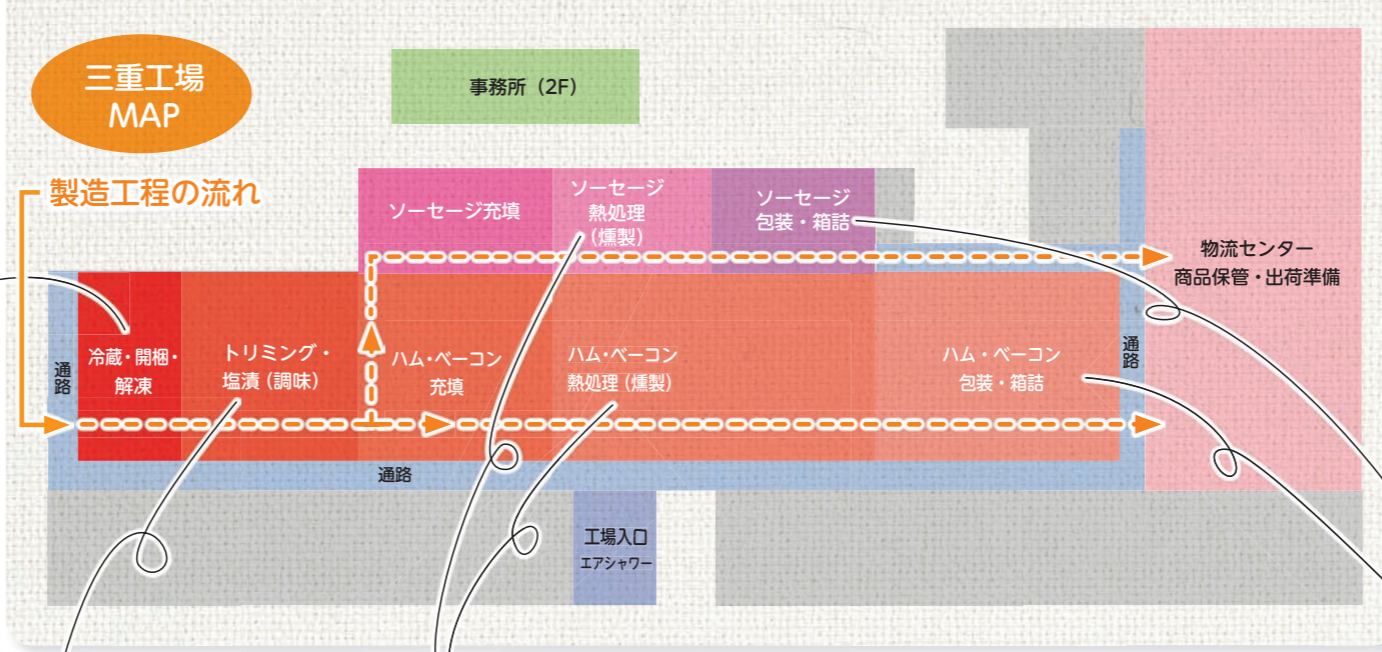 三重工場
MAP
事務所（2F）
製造工程の流れ
ソーセージ充填
ソーセージ
熱処理
（燻製）
ソーセージ
包装・箱詰
物流センター
商品保管・出荷準備
通路
冷蔵・開梱・
解凍
トリミング・
塩漬（調味）
ハム・ベーコン
充填
ハム・ベーコン
熱処理（燻製）
ハム・ベーコン
包装・箱詰
通路
通路
工場入口
エアシャワー